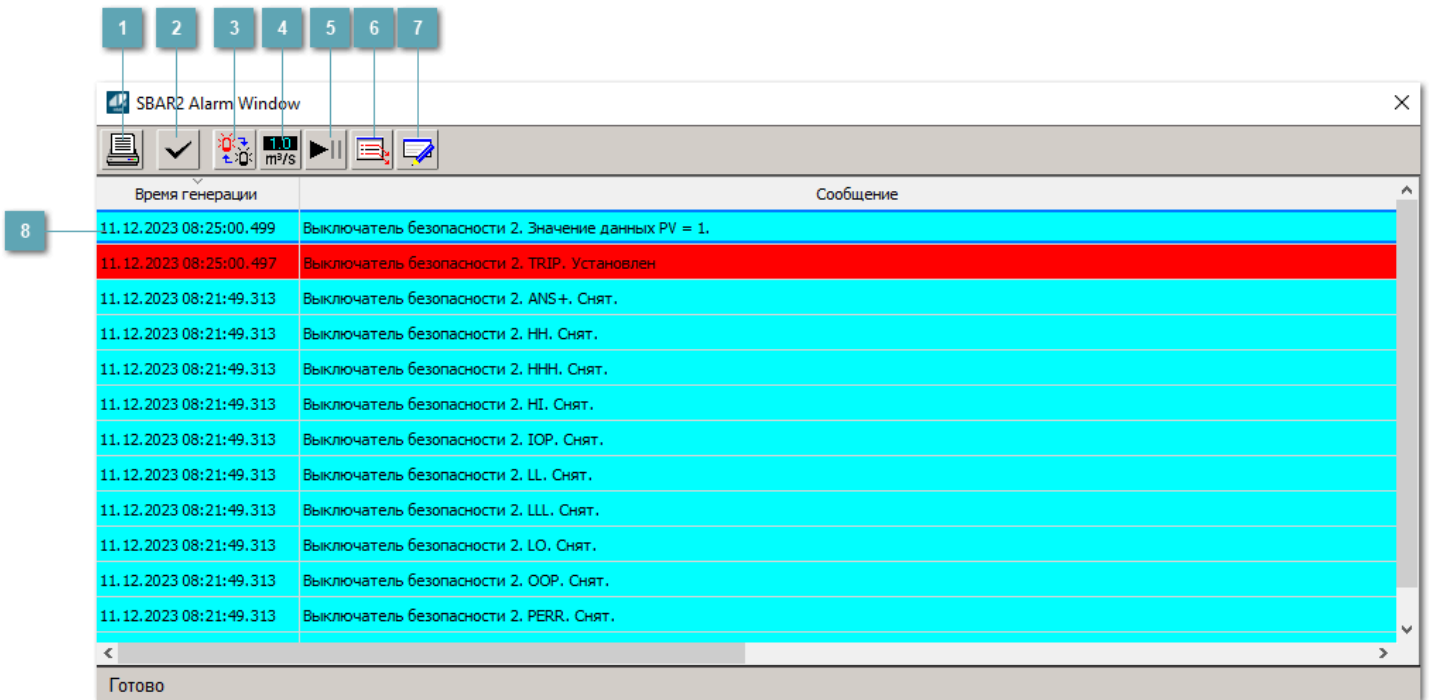 1 2 3 4 5 6 7
SBAR2 Alarm Window
1.0
m³/s
Время генерации Сообщение
8
11.12.2023 08:25:00.499 Выключатель безопасности 2. Значение данных PV = 1.
11.12.2023 08:25:00.497 Выключатель безопасности 2. TRIP. Установлен
11.12.2023 08:21:49.313 Выключатель безопасности 2. ANS+. Снят.
11.12.2023 08:21:49.313 Выключатель безопасности 2. HH. Снят.
11.12.2023 08:21:49.313 Выключатель безопасности 2. HHH. Снят.
11.12.2023 08:21:49.313 Выключатель безопасности 2. HI. Снят.
11.12.2023 08:21:49.313 Выключатель безопасности 2. IOP. Снят.
11.12.2023 08:21:49.313 Выключатель безопасности 2. LL. Снят.
11.12.2023 08:21:49.313 Выключатель безопасности 2. LLL. Снят.
11.12.2023 08:21:49.313 Выключатель безопасности 2. LO. Снят.
11.12.2023 08:21:49.313 Выключатель безопасности 2. OOP. Снят.
11.12.2023 08:21:49.313 Выключатель безопасности 2. PERR. Снят.
Готово